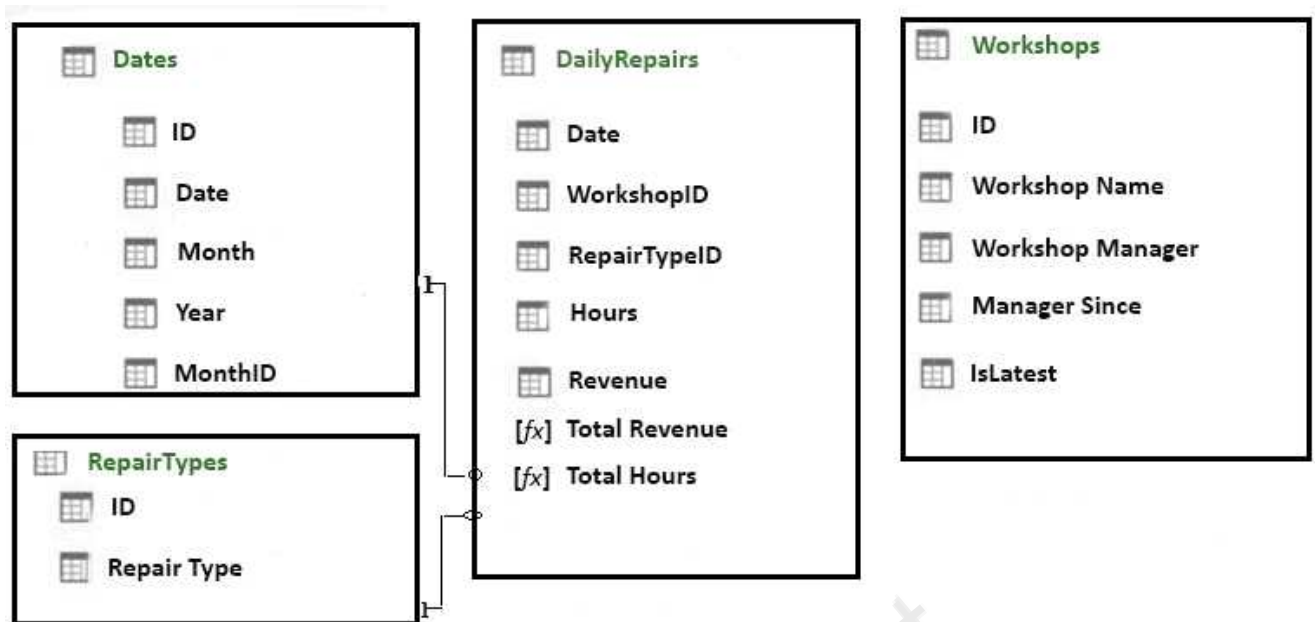 Dates
ID
Date
Month
Year
MonthID
RepairTypes
ID
Repair Type
DailyRepairs
Date
WorkshopID
RepairTypeID
Hours
Revenue
[fx] Total Revenue
[fx] Total Hours
Workshops
ID
Workshop Name
Workshop Manager
Manager Since
IsLatest
1
1